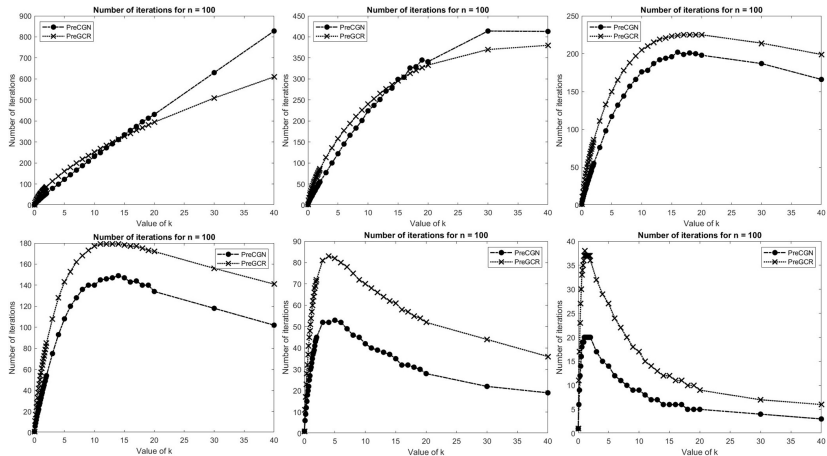 Number of iterations for n = 100
Number of iterations
900
800
700
600
500
400
300
200
100
0
PreCGN
PreGCR
0 5 10 15 20 25 30 35 40
Value of k
Number of iterations for n = 100
Number of iterations
450
400
350
300
250
200
150
100
50
0
PreCGN
PreGCR
0 5 10 15 20 25 30 35 40
Value of k
Number of iterations for n = 100
Number of iterations
250
200
150
100
50
0
PreCGN
PreGCR
0 5 10 15 20 25 30 35 40
Value of k
Number of iterations for n = 100
Number of iterations
180
160
140
120
100
80
60
40
20
0
PreCGN
PreGCR
0 5 10 15 20 25 30 35 40
Value of k
Number of iterations for n = 100
Number of iterations
90
80
70
60
50
40
30
20
10
0
PreCGN
PreGCR
0 5 10 15 20 25 30 35 40
Value of k
Number of iterations for n = 100
Number of iterations
40
35
30
25
20
15
10
5
0
PreCGN
PreGCR
0 5 10 15 20 25 30 35 40
Value of k